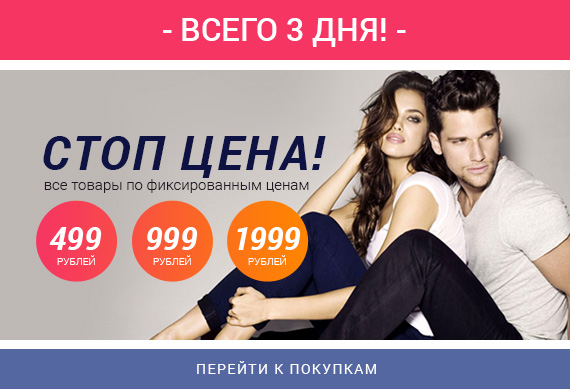 - ВСЕГО 3 ДНЯ! -
СТОП ЦЕНА!
все товары по фиксированным ценам
499 999 1999
РУБЛЕЙ РУБЛЕЙ РУБЛЕЙ
ПЕРЕЙТИ К ПОКУПКАМ